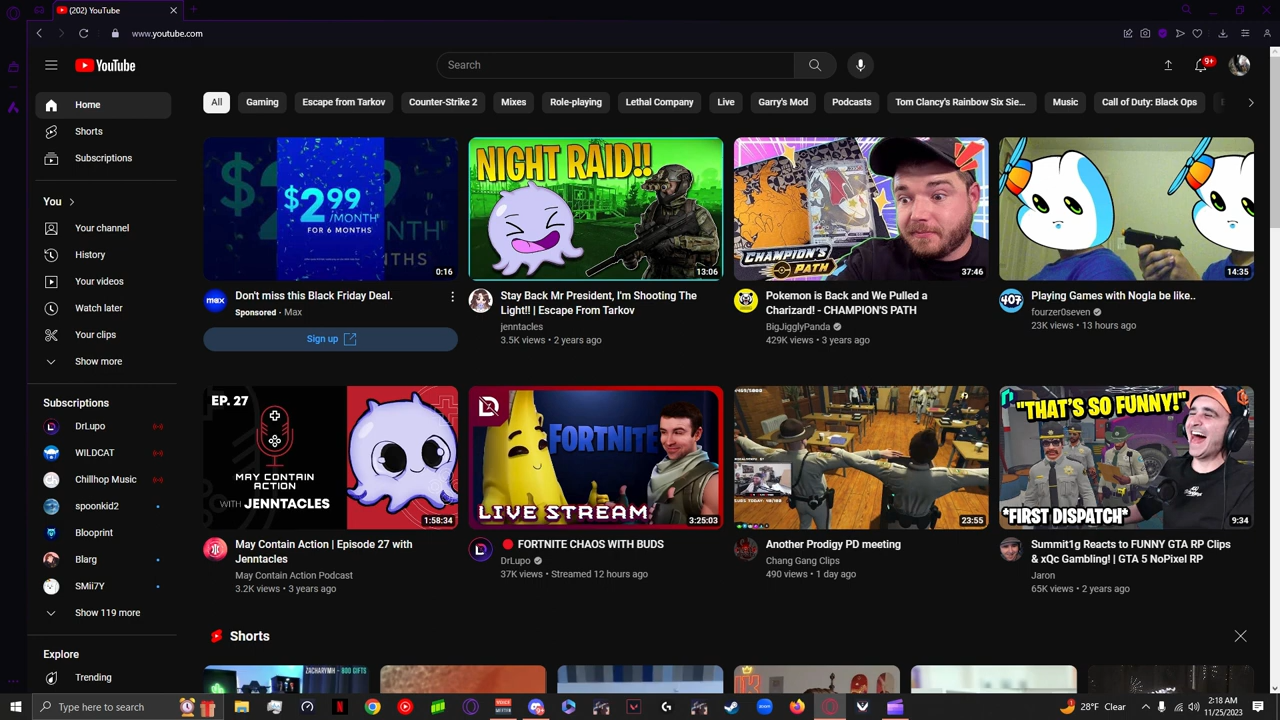 (202) YouTube
www.youtube.com
YouTube
Search
9+
All
Gaming
Escape from Tarkov
Counter-Strike 2
Mixes
Role-playing
Lethal Company
Live
Garry's Mod
Podcasts
Tom Clancy's Rainbow Six Sie...
Music
Call of Duty: Black Ops
Home
Shorts
Subscriptions
You
Your channel
History
Your videos
Watch later
Your clips
Show more
Subscriptions
DrLupo
WILDCAT
Chillhop Music
spoonkid2
Blooprint
Blarg
SMii7Y
Show 119 more
Explore
Trending
$2.99
/MONTH
FOR 6 MONTHS
0:16
max
Don't miss this Black Friday Deal.
Sponsored · Max
Sign up
NIGHT RAID!!
13:06
Stay Back Mr President, I'm Shooting The
Light!! | Escape From Tarkov
jenntacles
3.5K views • 2 years ago
CHAMPION'S
PATH
37:46
Pokemon is Back and We Pulled a
Charizard! - CHAMPION'S PATH
BigJigglyPanda
429K views • 3 years ago
14:35
407
Playing Games with Nogla be like..
fourzer0seven
23K views • 13 hours ago
EP. 27
MAY CONTAIN
ACTION
WITH JENNTACLES
1:58:34
May Contain Action | Episode 27 with
Jenntacles
May Contain Action Podcast
3.2K views • 3 years ago
FORTNITE
LIVE STREAM
3:25:03
FORTNITE CHAOS WITH BUDS
DrLupo
37K views • Streamed 12 hours ago
23:55
Another Prodigy PD meeting
Chang Gang Clips
490 views • 1 day ago
"THAT'S SO FUNNY!"
*FIRST DISPATCH*
9:34
Summit1g Reacts to FUNNY GTA RP Clips
& xQc Gambling! | GTA 5 NoPixel RP
Jaron
65K views • 2 years ago
Shorts
ZACHARYMH - 800 GIFTS
Type here to search
28°F Clear
2:18 AM
11/25/2023